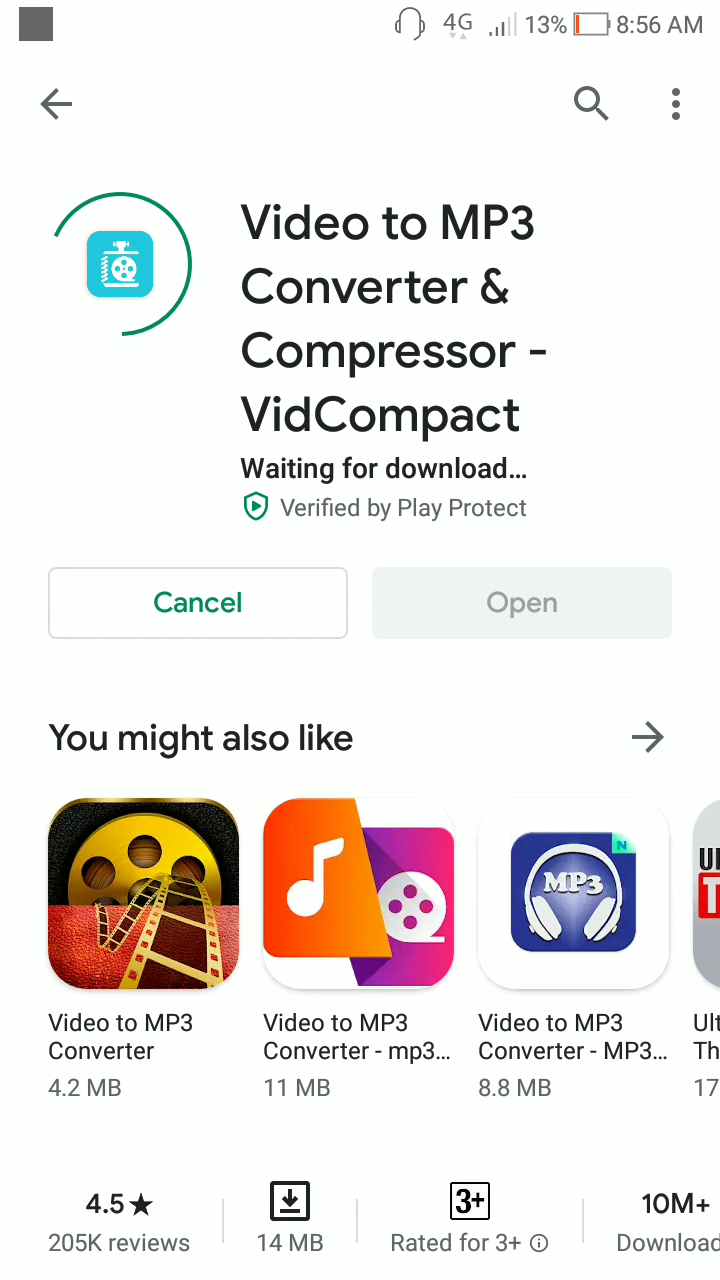 4G 13% 8:56 AM
Video to MP3
Converter &
Compressor -
VidCompact
Waiting for download...
Verified by Play Protect
Cancel
Open
You might also like
MP3
N
Video to MP3
Converter
4.2 MB
Video to MP3
Converter - mp3...
11 MB
Video to MP3
Converter - MP3...
8.8 MB
Ult
Th
17
4.5★
205K reviews
14 MB
3+
Rated for 3+
10M+
Download